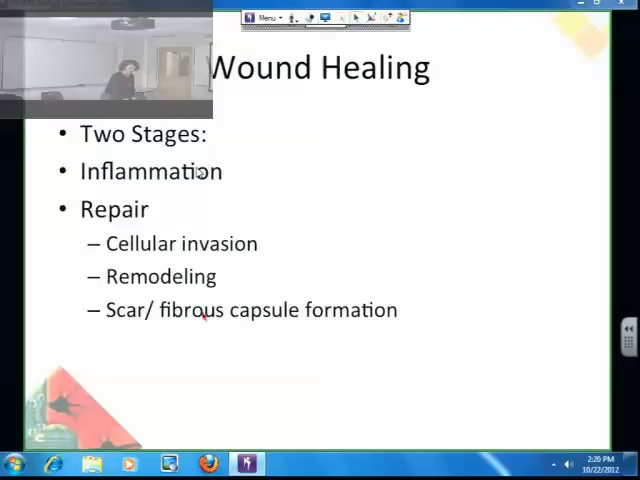 Menu
Wound Healing
• Two Stages:
• Inflammation
• Repair
– Cellular invasion
– Remodeling
– Scar/ fibrous capsule formation
2:20 PM
10/22/2012